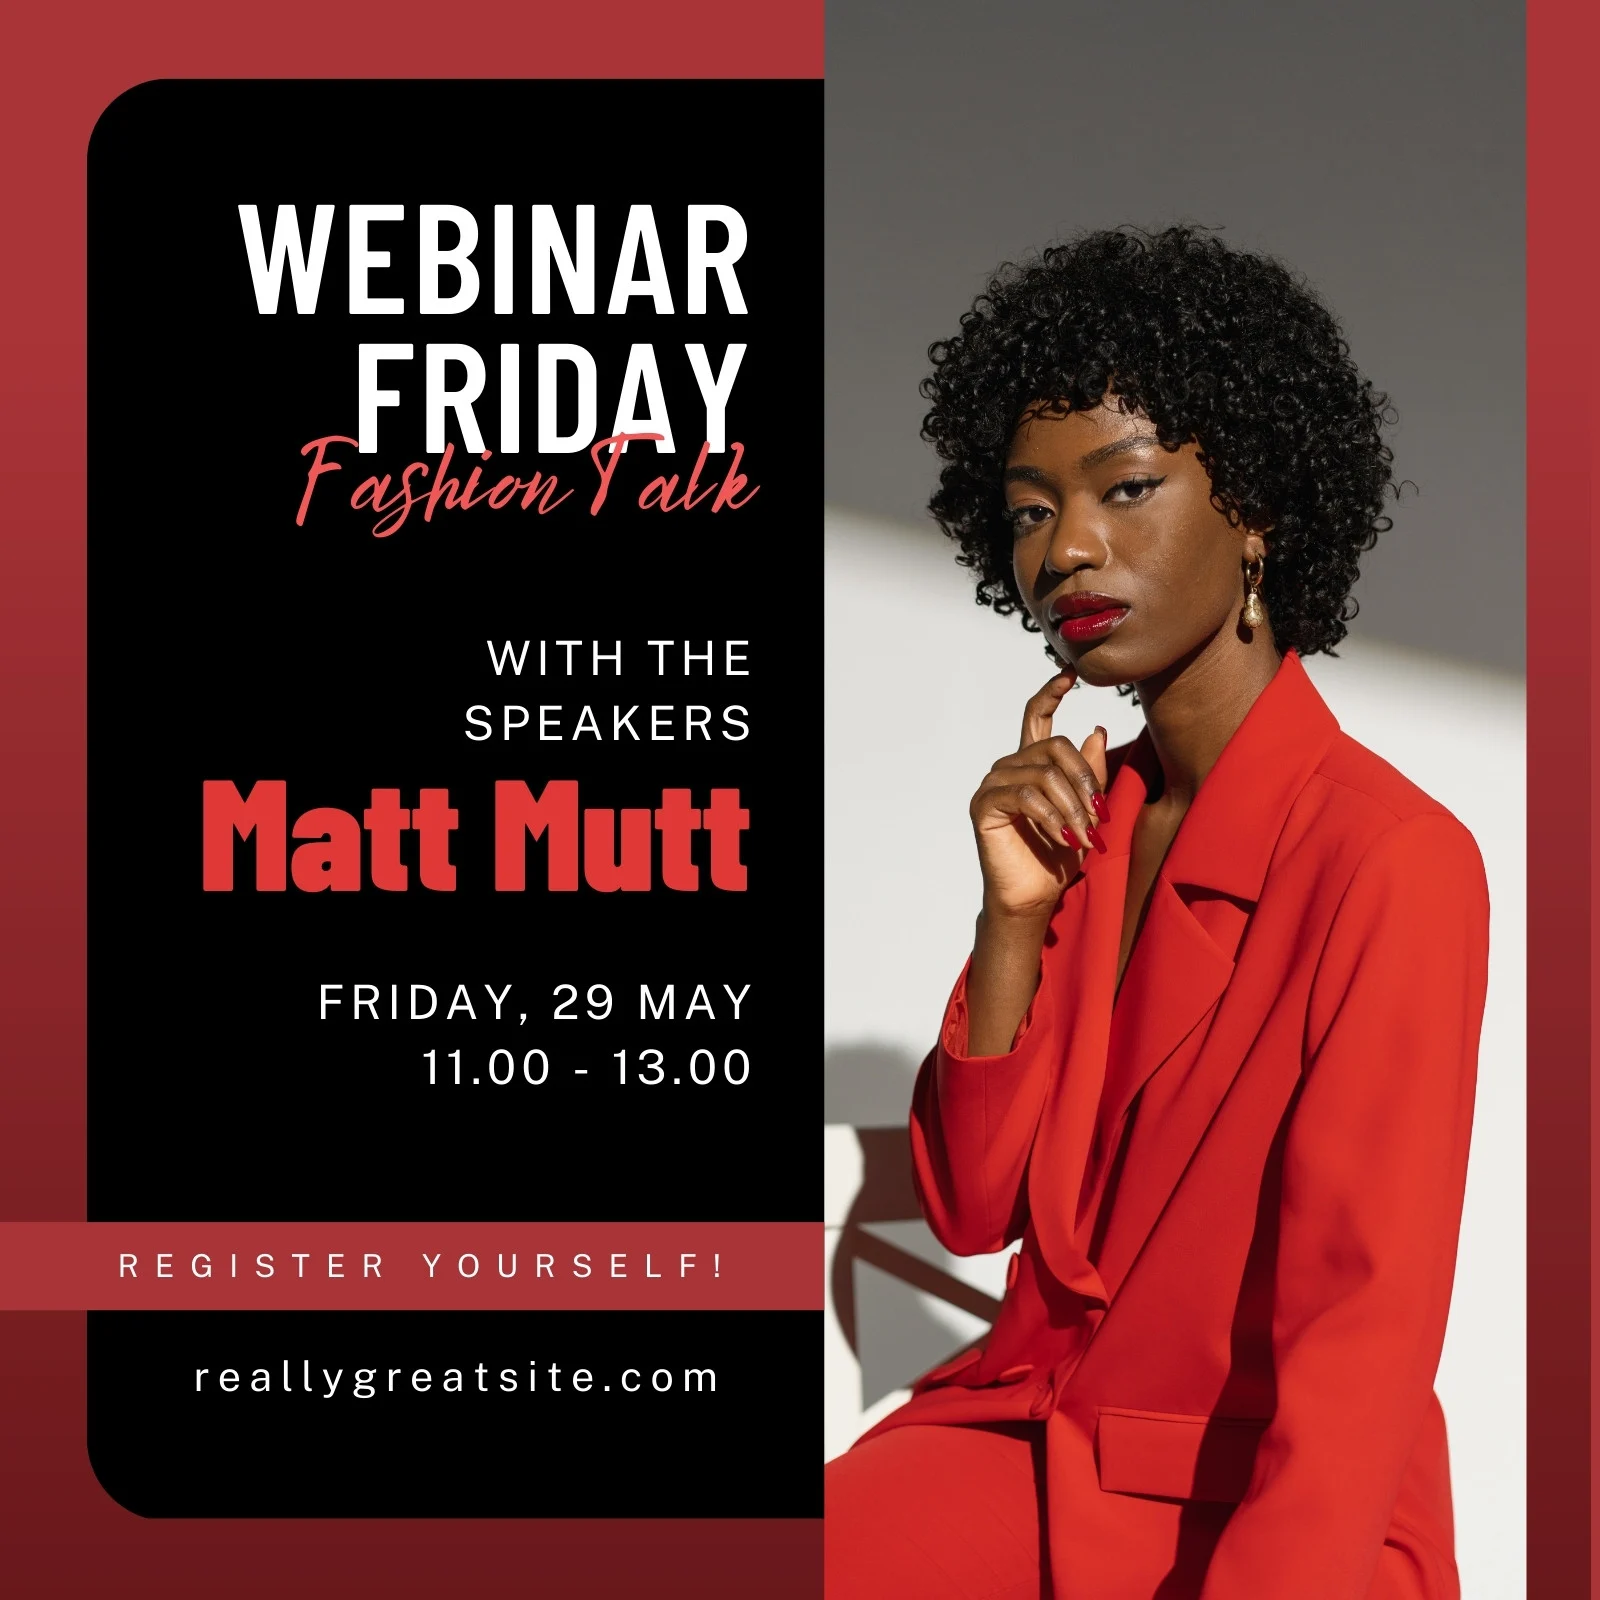 WEBINAR
FRIDAY
Fashion Talk
WITH THE
SPEAKERS
Matt Mutt
FRIDAY, 29 MAY
11.00 - 13.00
REGISTER YOURSELF!
reallygreatsite.com